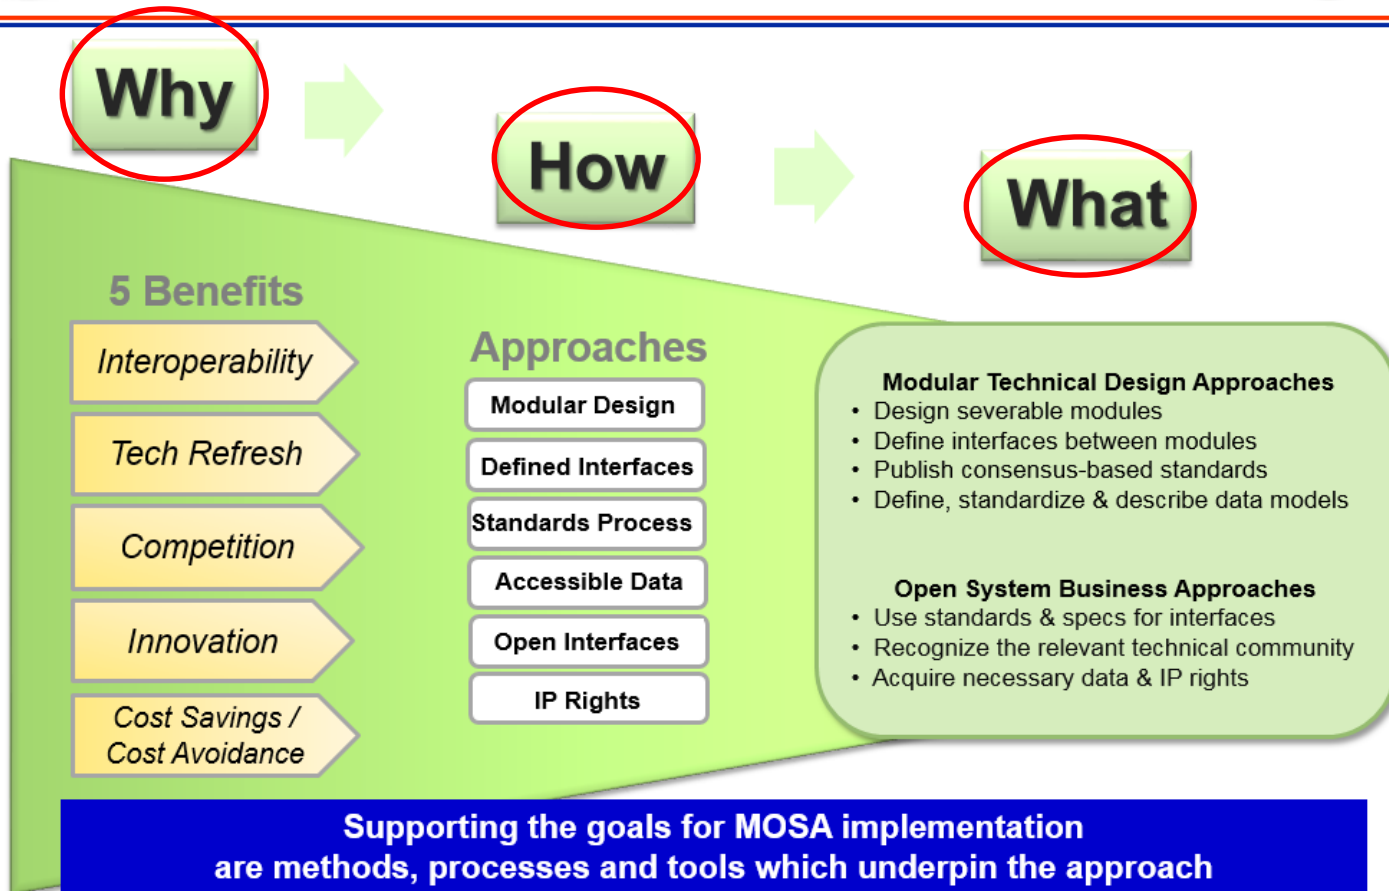 Why
How
What
5 Benefits
Interoperability
Tech Refresh
Competition
Innovation
Cost Savings /
Cost Avoidance
Approaches
Modular Design
Defined Interfaces
Standards Process
Accessible Data
Open Interfaces
IP Rights
Modular Technical Design Approaches
• Design severable modules
• Define interfaces between modules
• Publish consensus-based standards
• Define, standardize & describe data models
Open System Business Approaches
• Use standards & specs for interfaces
• Recognize the relevant technical community
• Acquire necessary data & IP rights
Supporting the goals for MOSA implementation
are methods, processes and tools which underpin the approach